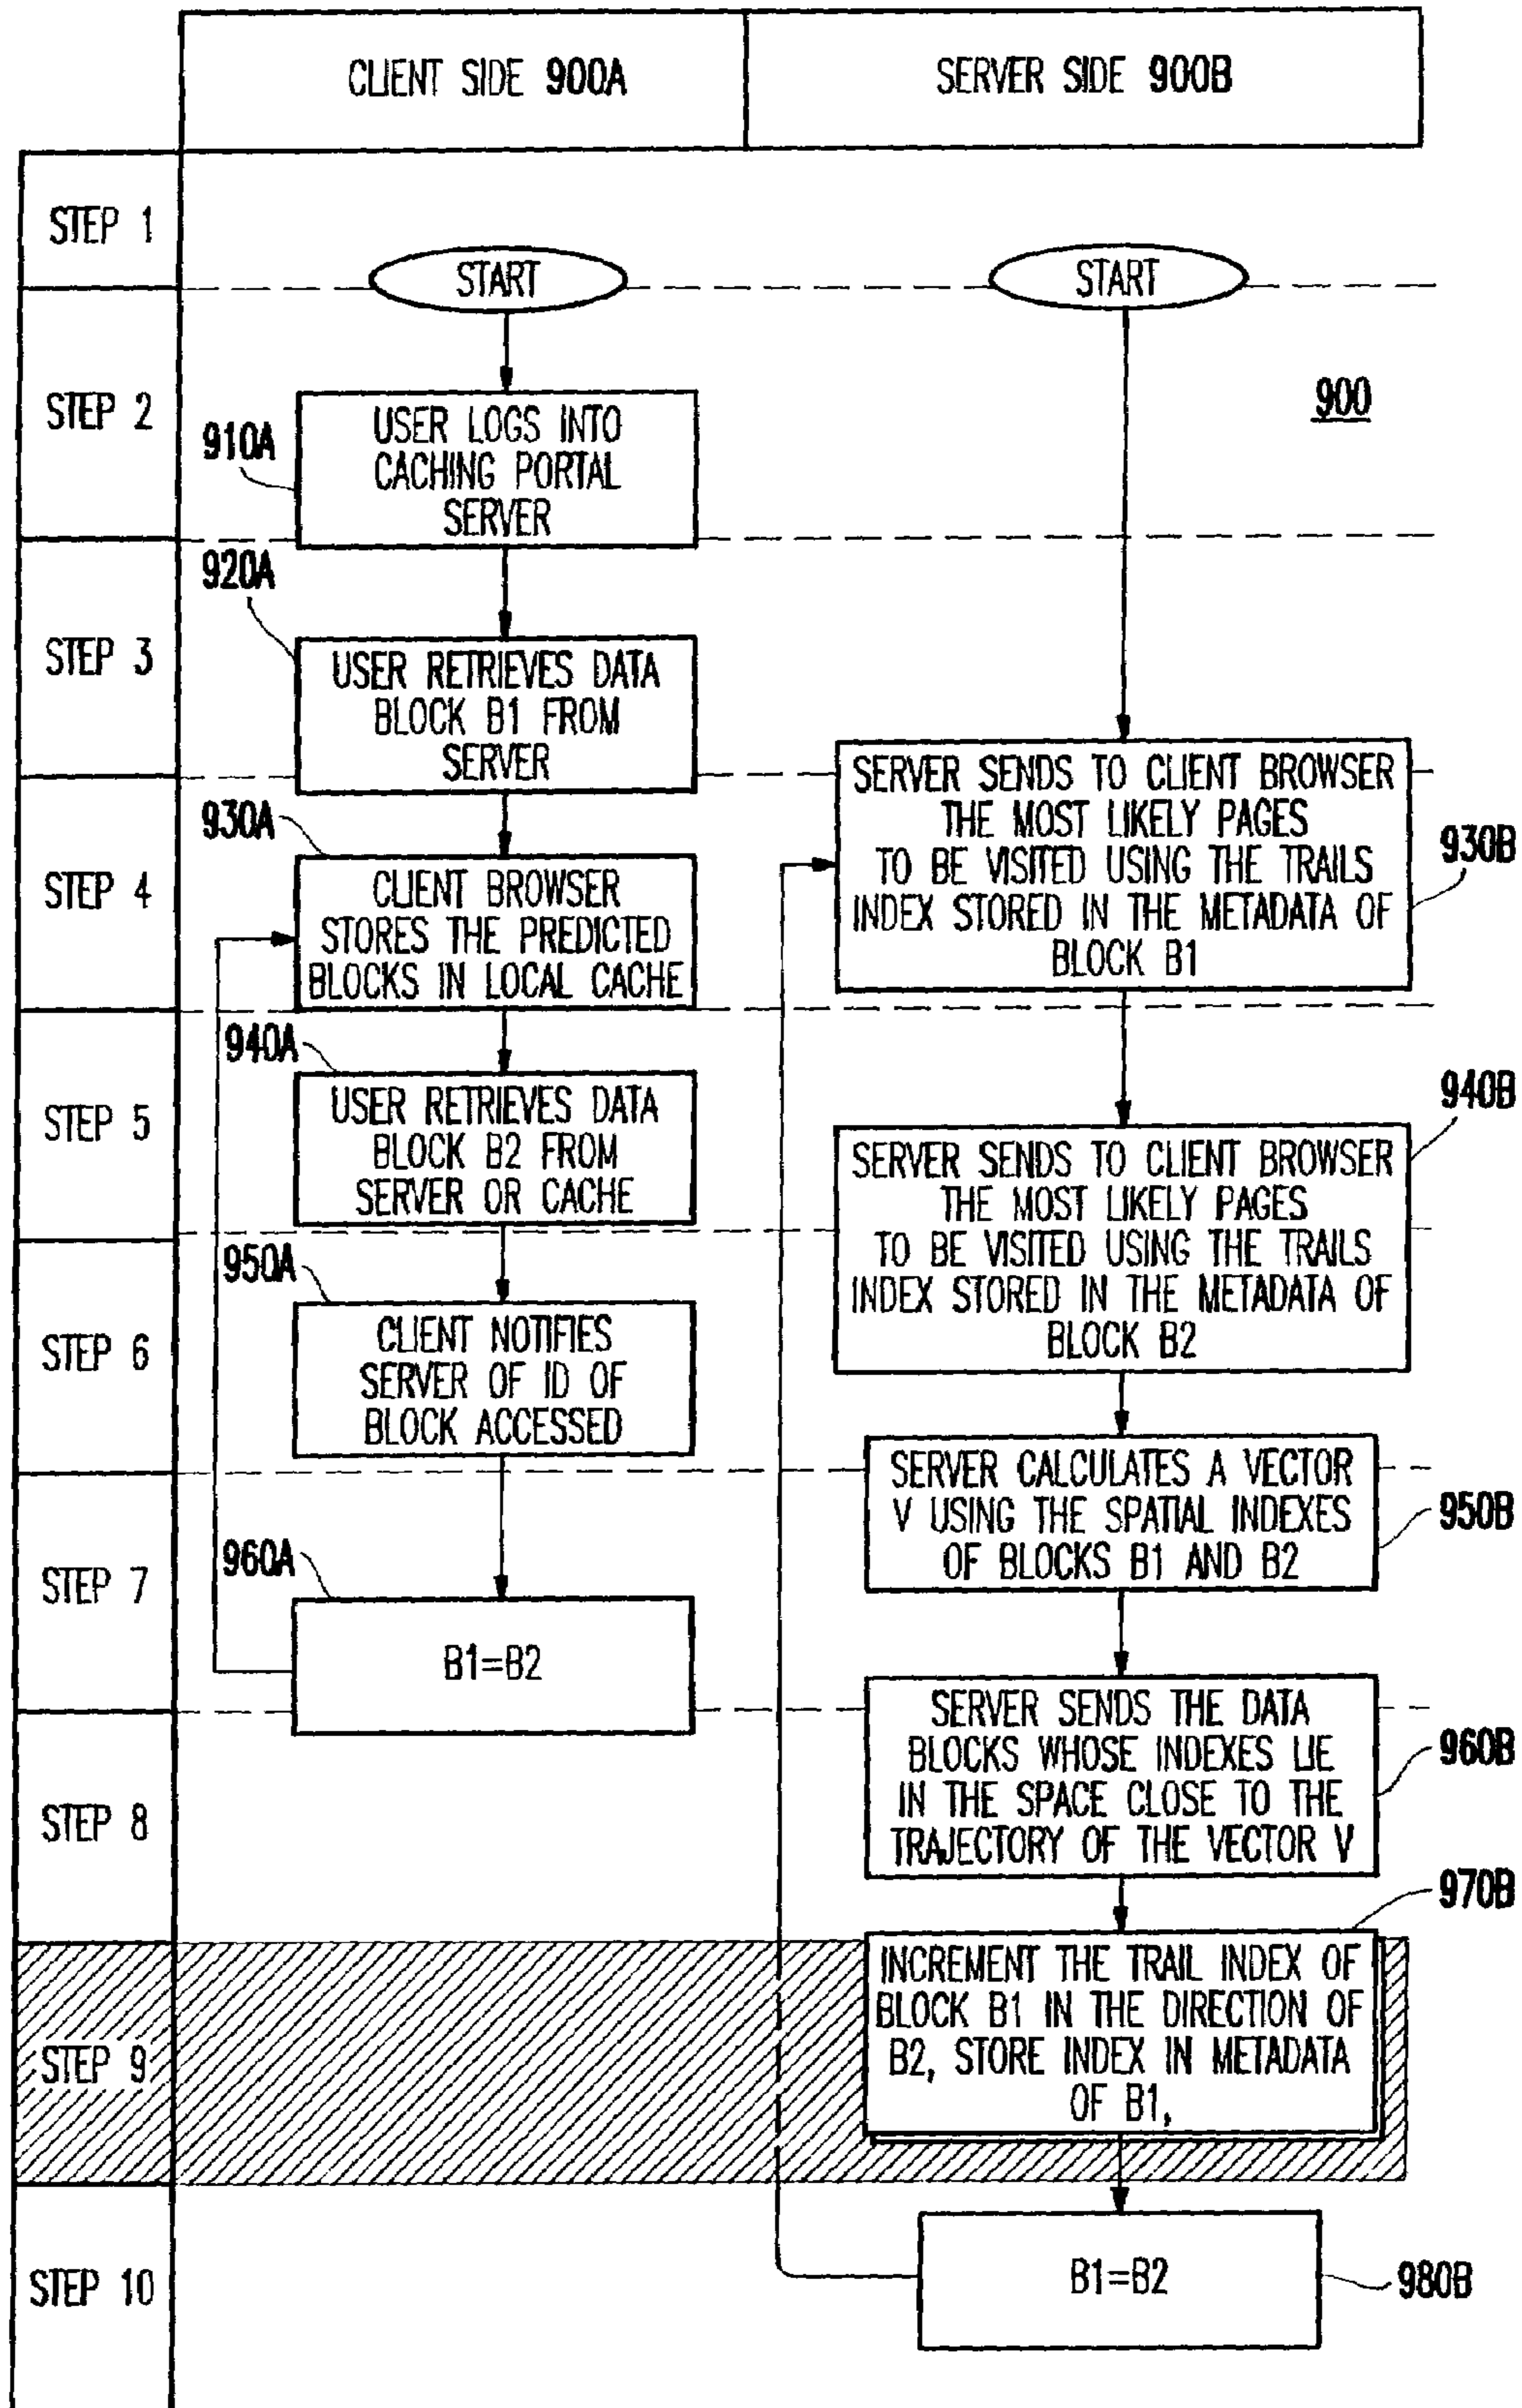 CLIENT SIDE 900A
SERVER SIDE 900B
STEP 1
START
START
STEP 2
900
910A
USER LOGS INTO
CACHING PORTAL
SERVER
STEP 3
920A
USER RETRIEVES DATA
BLOCK B1 FROM
SERVER
STEP 4
930A
CLIENT BROWSER
STORES THE PREDICTED
BLOCKS IN LOCAL CACHE
SERVER SENDS TO CLIENT BROWSER
THE MOST LIKELY PAGES
TO BE VISITED USING THE TRAILS
INDEX STORED IN THE METADATA OF
BLOCK B1
930B
STEP 5
940A
USER RETRIEVES DATA
BLOCK B2 FROM
SERVER OR CACHE
940B
SERVER SENDS TO CLIENT BROWSER
THE MOST LIKELY PAGES
TO BE VISITED USING THE TRAILS
INDEX STORED IN THE METADATA OF
BLOCK B2
STEP 6
950A
CLIENT NOTIFIES
SERVER OF ID OF
BLOCK ACCESSED
STEP 7
960A
B1=B2
SERVER CALCULATES A VECTOR
V USING THE SPATIAL INDEXES
OF BLOCKS B1 AND B2
950B
STEP 8
SERVER SENDS THE DATA
BLOCKS WHOSE INDEXES LIE
IN THE SPACE CLOSE TO THE
TRAJECTORY OF THE VECTOR V
960B
STEP 9
970B
INCREMENT THE TRAIL INDEX OF
BLOCK B1 IN THE DIRECTION OF
B2, STORE INDEX IN METADATA
OF B1,
STEP 10
B1=B2
980B